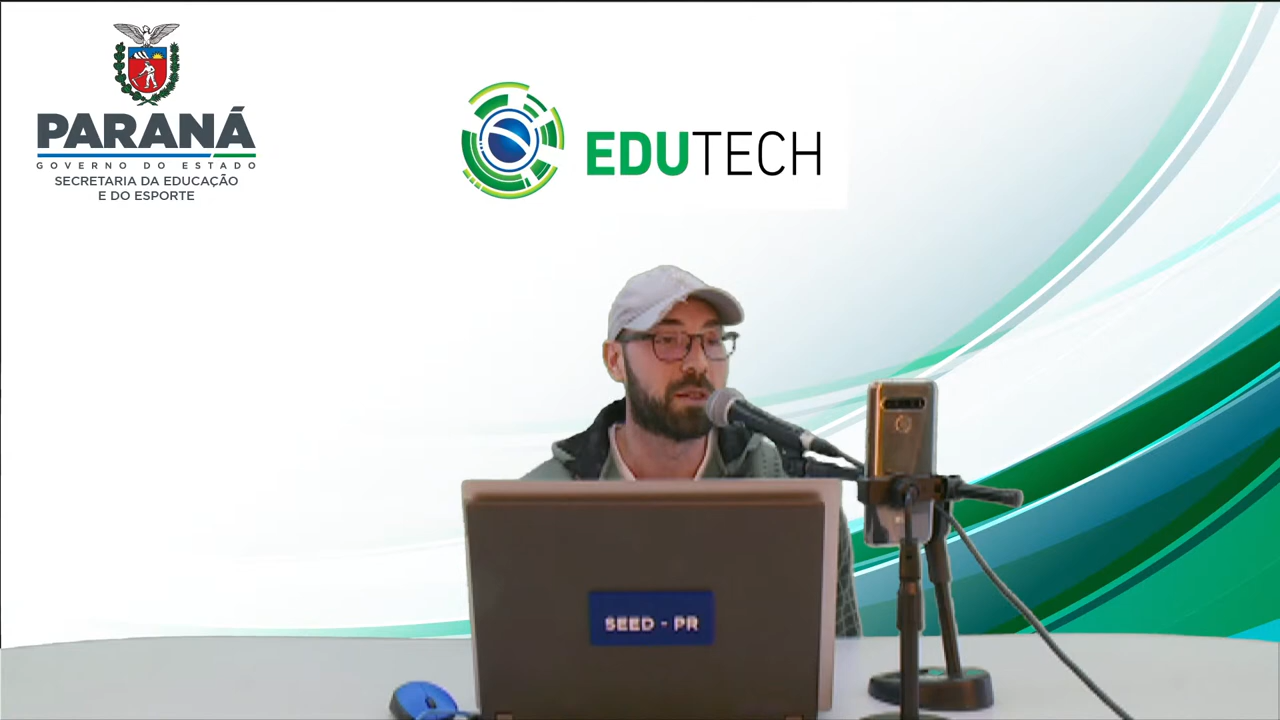 PARANÁ
GOVERNO DO ESTADO
SECRETARIA DA EDUCAÇÃO
E DO ESPORTE
EDUTECH
SEED - PR